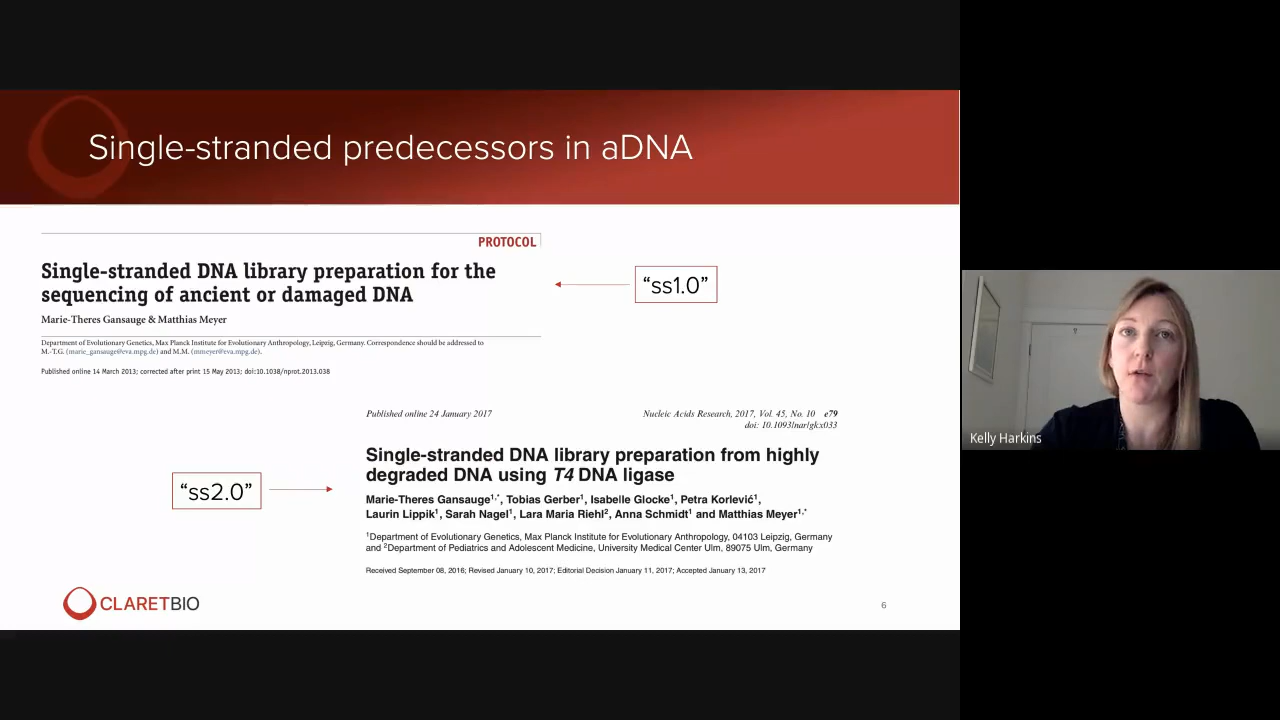 Single-stranded predecessors in aDNA
PROTOCOL
Single-stranded DNA library preparation for the
sequencing of ancient or damaged DNA
Marie-Theres Gansauge & Matthias Meyer
Department of Evolutionary Genetics, Max Planck Institute for Evolutionary Anthropology, Leipzig, Germany. Correspondence should be addressed to
M.-T.G. (marie_gansauge@eva.mpg.de) and M.M. (mmeyer@eva.mpg.de).
Published online 14 March 2013; corrected after print 15 May 2013; doi:10.1038/nprot.2013.038
“ss1.0”
Published online 24 January 2017
Nucleic Acids Research, 2017, Vol. 45, No. 10 e79
doi: 10.1093/nar/gkx033
Single-stranded DNA library preparation from highly
degraded DNA using T4 DNA ligase
Marie-Theres Gansauge1,*, Tobias Gerber1, Isabelle Glocke1, Petra Korlević1,
Laurin Lippik1, Sarah Nagel1, Lara Maria Riehl2, Anna Schmidt1 and Matthias Meyer1,*
1Department of Evolutionary Genetics, Max Planck Institute for Evolutionary Anthropology, 04103 Leipzig, Germany
and 2Department of Pediatrics and Adolescent Medicine, University Medical Center Ulm, 89075 Ulm, Germany
Received September 08, 2016; Revised January 10, 2017; Editorial Decision January 11, 2017; Accepted January 13, 2017
“ss2.0”
CLARETBIO
6
Kelly Harkins